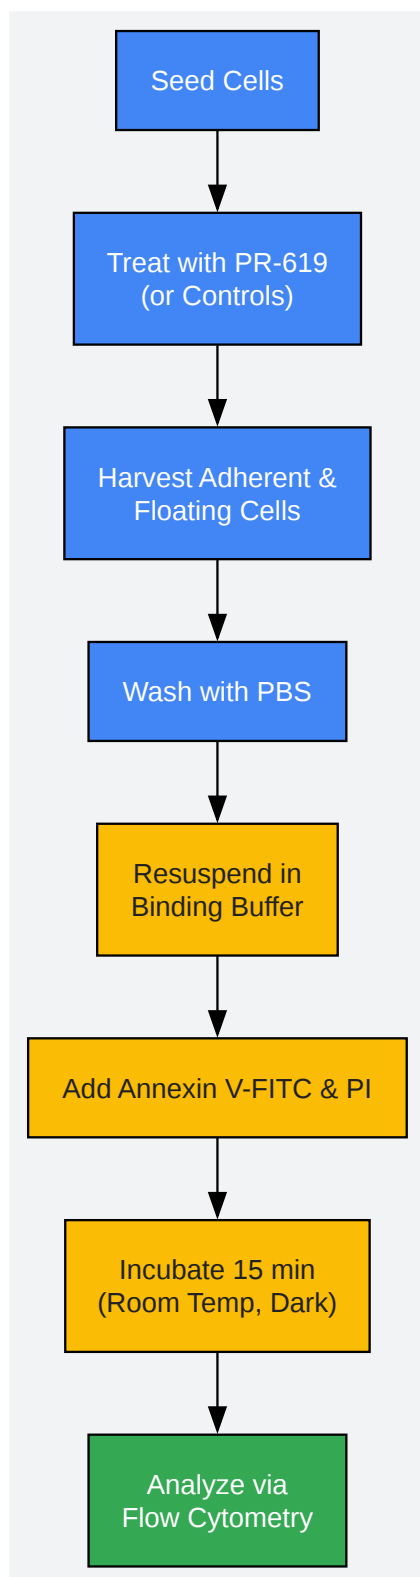 Seed Cells
Treat with PR-619
(or Controls)
Harvest Adherent &
Floating Cells
Wash with PBS
Resuspend in
Binding Buffer
Add Annexin V-FITC & PI
Incubate 15 min
(Room Temp, Dark)
Analyze via
Flow Cytometry